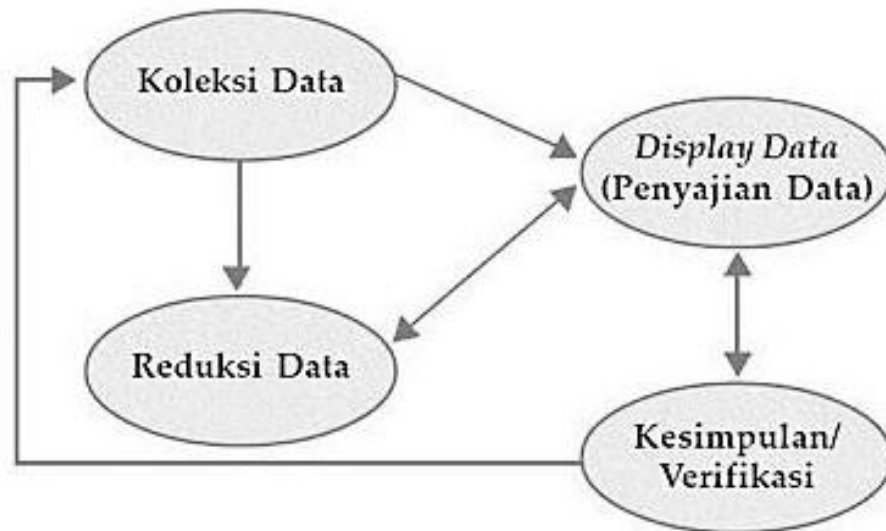 Koleksi Data
Display Data
(Penyajian Data)
Reduksi Data
Kesimpulan/
Verifikasi